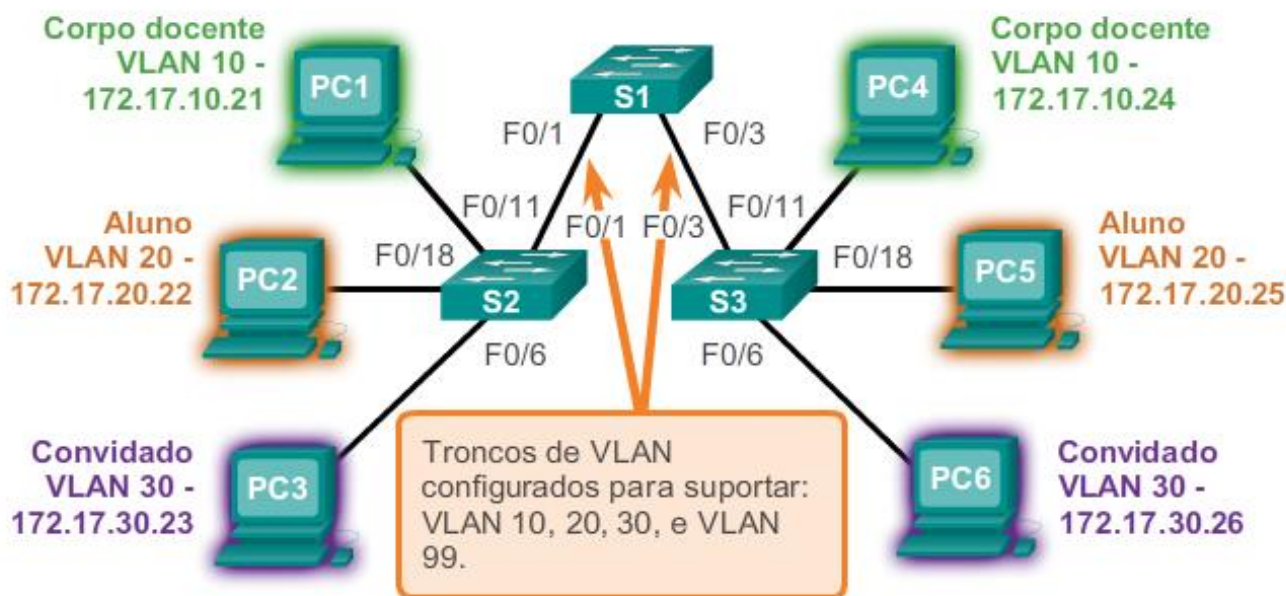 Corpo docente
VLAN 10 -
172.17.10.21
PC1
S1
PC4
Corpo docente
VLAN 10 -
172.17.10.24
F0/1
F0/3
F0/11
F0/1
F0/3
F0/11
Aluno
VLAN 20 -
172.17.20.22
PC2
F0/18
S2
S3
F0/18
PC5
Aluno
VLAN 20 -
172.17.20.25
F0/6
F0/6
Convidado
VLAN 30 -
172.17.30.23
PC3
Troncos de VLAN
configurados para suportar:
VLAN 10, 20, 30, e VLAN
99.
PC6
Convidado
VLAN 30 -
172.17.30.26